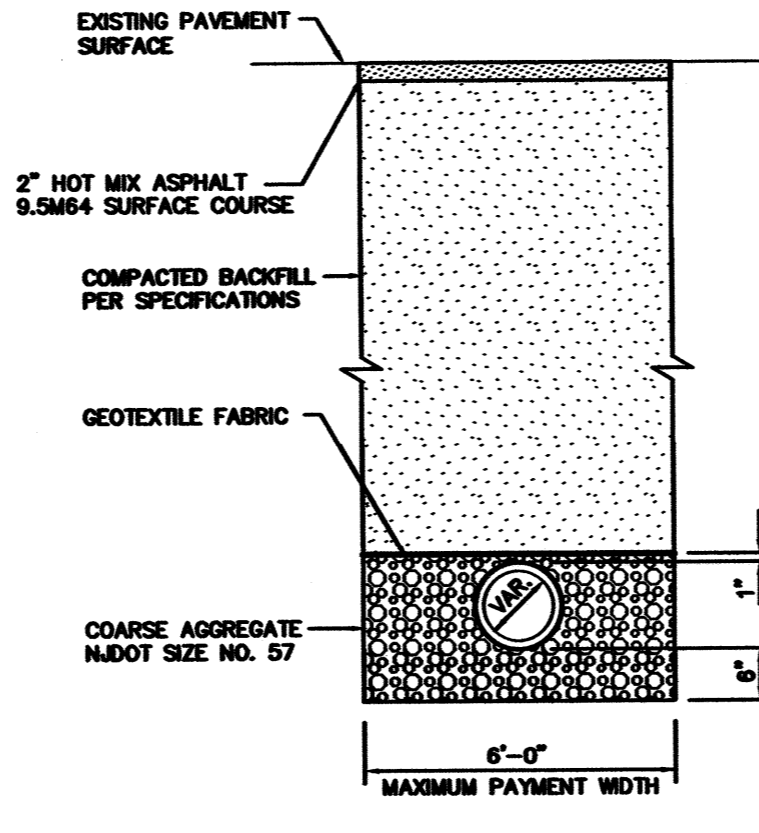 EXISTING PAVEMENT
SURFACE
2" HOT MIX ASPHALT
9.5M64 SURFACE COURSE
COMPACTED BACKFILL
PER SPECIFICATIONS
GEOTEXTILE FABRIC
VAR.
1"
COARSE AGGREGATE
NJDOT SIZE NO. 57
6"
6'-0"
MAXIMUM PAYMENT WIDTH